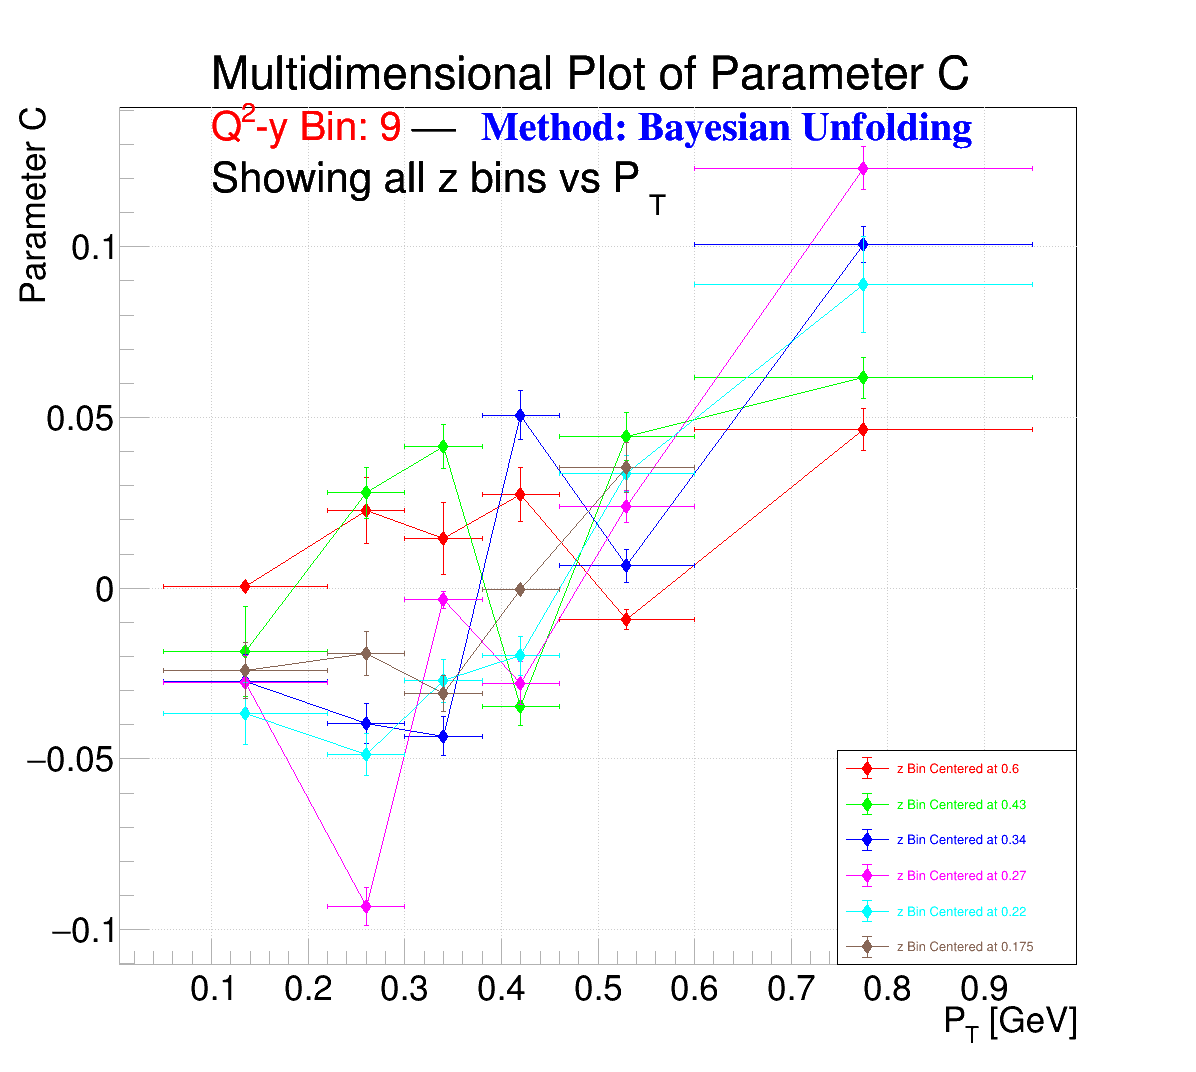 Multidimensional Plot of Parameter C
Q²-y Bin: 9 — Method: Bayesian Unfolding
Showing all z bins vs P_T
Parameter C
0.1
0.05
0
−0.05
−0.1
z Bin Centered at 0.6
z Bin Centered at 0.43
z Bin Centered at 0.34
z Bin Centered at 0.27
z Bin Centered at 0.22
z Bin Centered at 0.175
0.1 0.2 0.3 0.4 0.5 0.6 0.7 0.8 0.9
P_T [GeV]